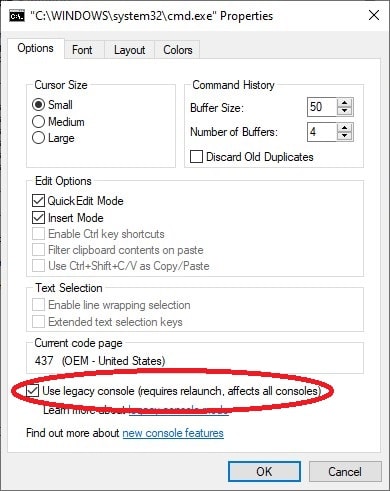 "C:\WINDOWS\system32\cmd.exe" Properties
Options Font Layout Colors
Cursor Size
Small
Medium
Large
Command History
Buffer Size: 50
Number of Buffers: 4
Discard Old Duplicates
Edit Options
QuickEdit Mode
Insert Mode
Enable Ctrl key shortcuts
Filter clipboard contents on paste
Use Ctrl+Shift+C/V as Copy/Paste
Text Selection
Enable line wrapping selection
Extended text selection keys
Current code page
437 (OEM - United States)
Use legacy console (requires relaunch, affects all consoles)
Learn more about legacy console mode
Find out more about new console features
OK Cancel